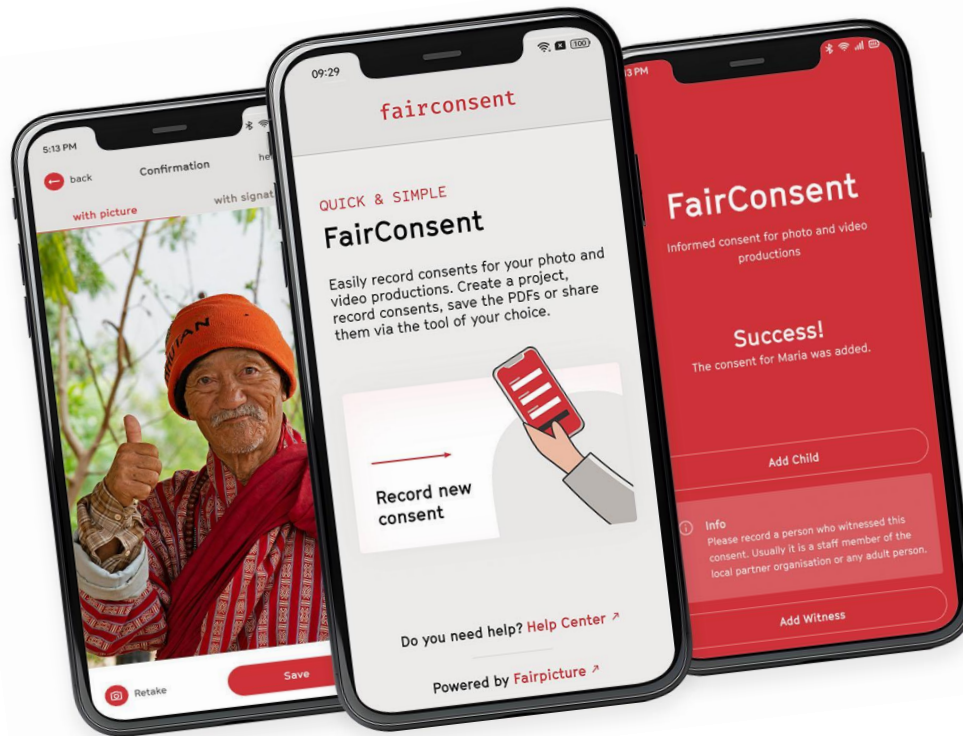 5:13 PM
back
Confirmation
with picture
Retake
Save
09:29
100
fairconsent
QUICK & SIMPLE
FairConsent
Easily record consents for your photo and
video productions. Create a project,
record consents, save the PDFs or share
them via the tool of your choice.
Record new
consent
Do you need help? Help Center ↗
Powered by Fairpicture ↗
FairConsent
Informed consent for photo and video
productions
Success!
The consent for Maria was added.
Add Child
Info
Please record a person who witnessed this
consent. Usually it is a staff member of the
local partner organisation or any adult person.
Add Witness